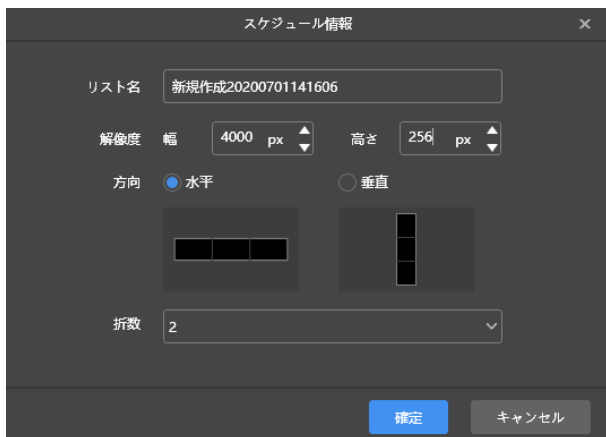 スケジュール情報
リスト名 新規作成20200701141606
解像度 幅 4000 px 高さ 256 px
方向 水平 垂直
折数 2
確定 キャンセル